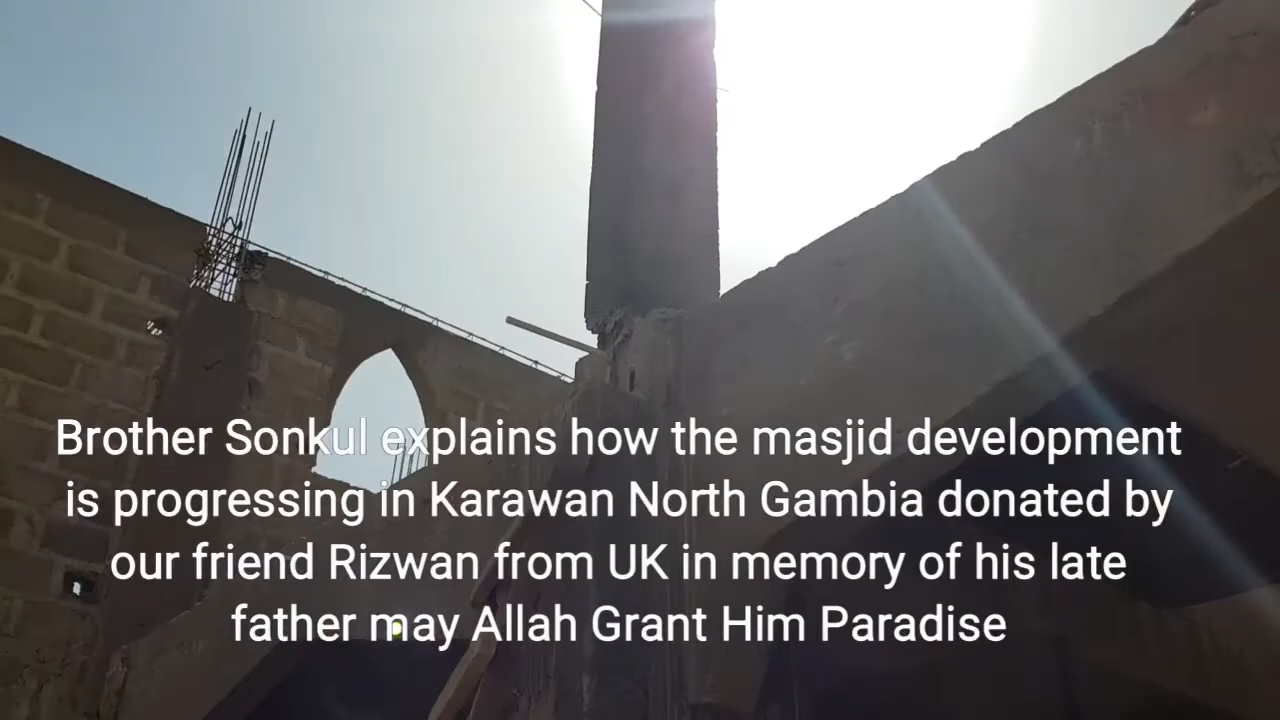 Brother Sonkul explains how the masjid development
is progressing in Karawan North Gambia donated by
our friend Rizwan from UK in memory of his late
father may Allah Grant Him Paradise